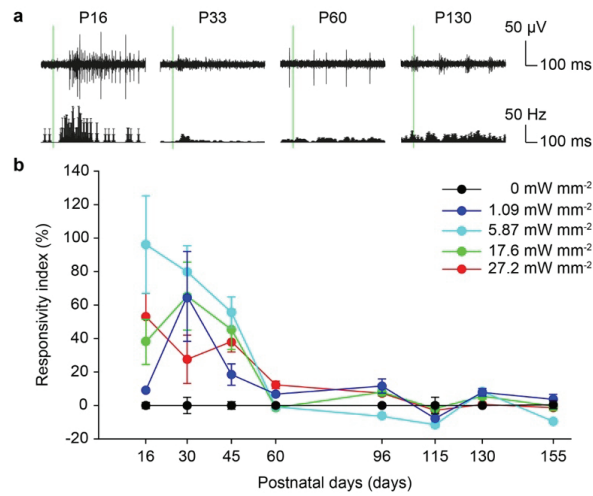 a P16 P33 P60 P130
50 µV
100 ms
50 Hz
100 ms
b
140
120
100
80
60
40
20
0
-20
Responsivity index (%)
0 mW mm-2
1.09 mW mm-2
5.87 mW mm-2
17.6 mW mm-2
27.2 mW mm-2
16 30 45 60 96 115 130 155
Postnatal days (days)